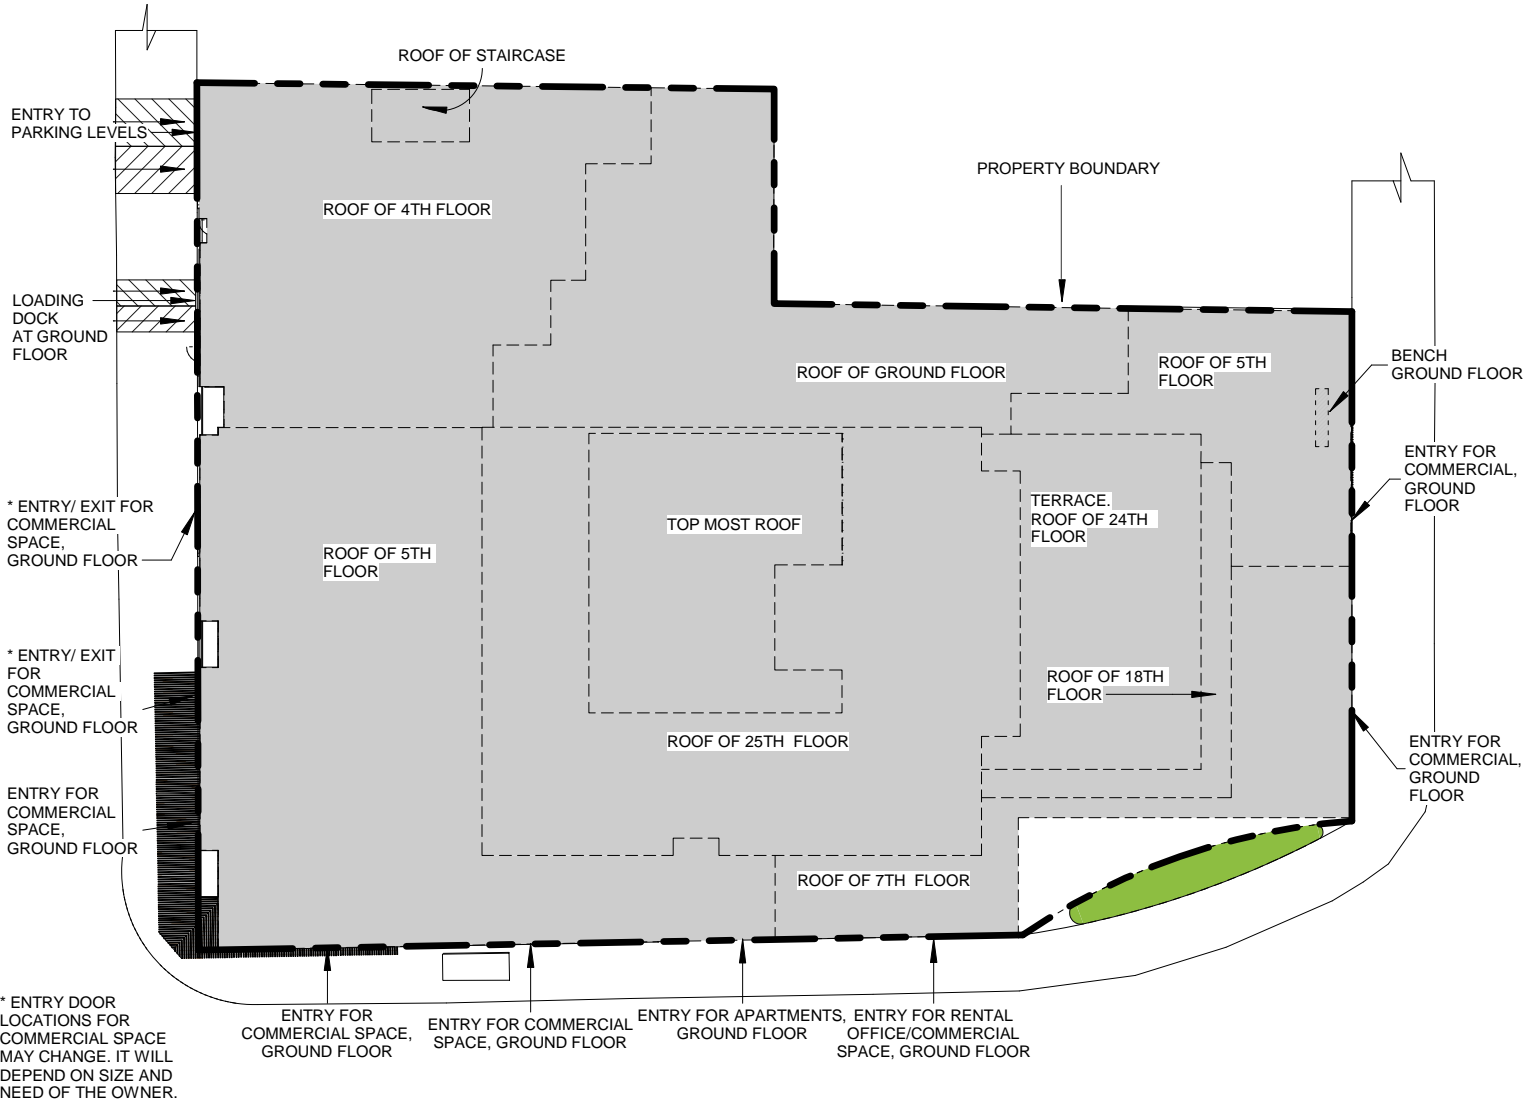 ROOF OF STAIRCASE
ENTRY TO
PARKING LEVELS
PROPERTY BOUNDARY
ROOF OF 4TH FLOOR
LOADING
DOCK
AT GROUND
FLOOR
ROOF OF GROUND FLOOR
ROOF OF 5TH
FLOOR
BENCH
GROUND FLOOR
ENTRY FOR
COMMERCIAL,
GROUND
FLOOR
* ENTRY/ EXIT FOR
COMMERCIAL
SPACE,
GROUND FLOOR
ROOF OF 5TH
FLOOR
TOP MOST ROOF
TERRACE.
ROOF OF 24TH
FLOOR
* ENTRY/ EXIT
FOR
COMMERCIAL
SPACE,
GROUND FLOOR
ROOF OF 18TH
FLOOR
ROOF OF 25TH  FLOOR
ENTRY FOR
COMMERCIAL,
GROUND
FLOOR
ENTRY FOR
COMMERCIAL
SPACE,
GROUND FLOOR
ROOF OF 7TH  FLOOR
* ENTRY DOOR
LOCATIONS FOR
COMMERCIAL SPACE
MAY CHANGE. IT WILL
DEPEND ON SIZE AND
NEED OF THE OWNER.
ENTRY FOR
COMMERCIAL SPACE,
GROUND FLOOR
ENTRY FOR COMMERCIAL
SPACE, GROUND FLOOR
ENTRY FOR APARTMENTS,
GROUND FLOOR
ENTRY FOR RENTAL
OFFICE/COMMERCIAL
SPACE, GROUND FLOOR